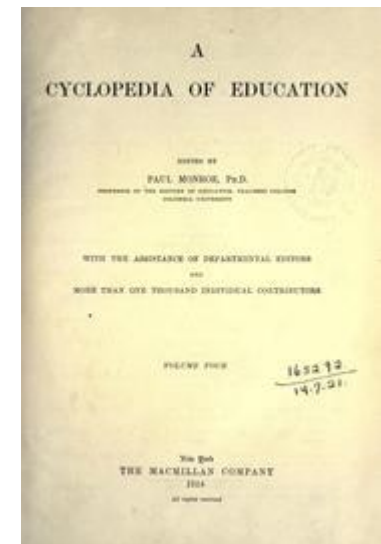 A
CYCLOPEDIA OF EDUCATION
EDITED BY
PAUL MONROE, PH.D.
PROFESSOR OF THE HISTORY OF EDUCATION, TEACHERS COLLEGE
COLUMBIA UNIVERSITY
WITH THE ASSISTANCE OF DEPARTMENTAL EDITORS
AND
MORE THAN ONE THOUSAND INDIVIDUAL CONTRIBUTORS
VOLUME FOUR
165292
14.9.21.
New York
THE MACMILLAN COMPANY
1914
All rights reserved